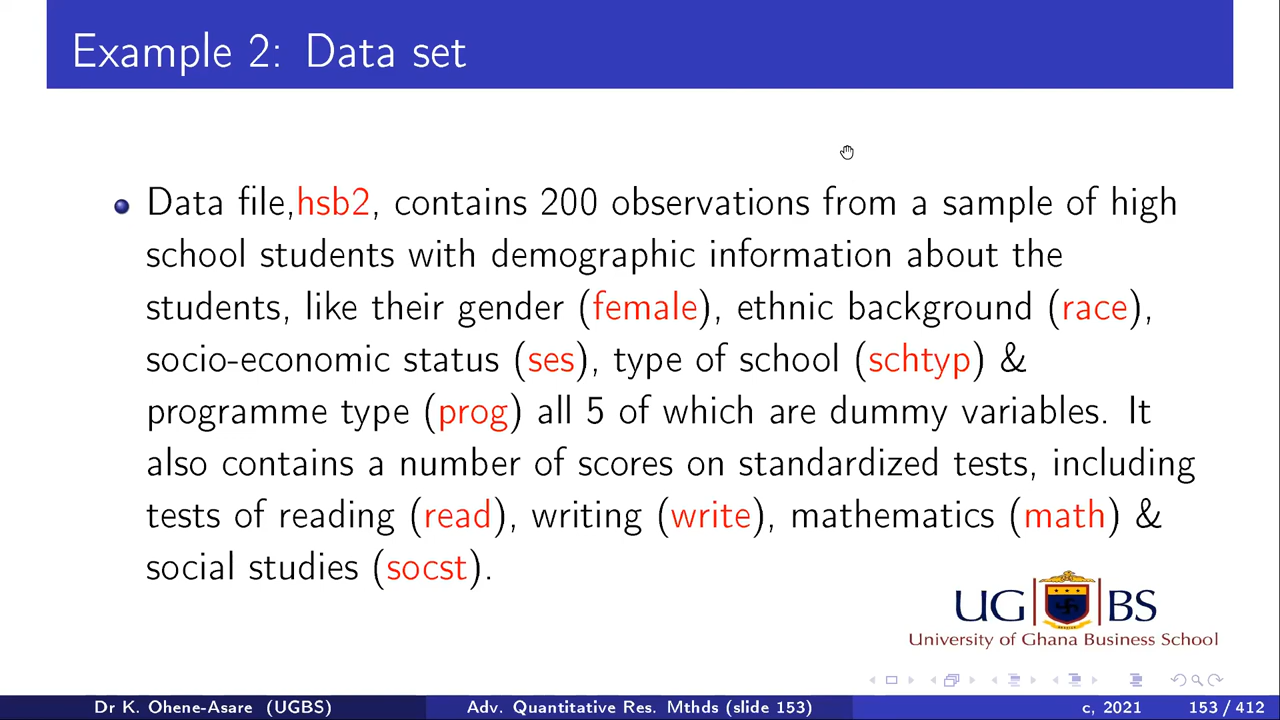 Example 2: Data set
Data file,hsb2, contains 200 observations from a sample of high
school students with demographic information about the
students, like their gender (female), ethnic background (race),
socio-economic status (ses), type of school (schtyp) &
programme type (prog) all 5 of which are dummy variables. It
also contains a number of scores on standardized tests, including
tests of reading (read), writing (write), mathematics (math) &
social studies (socst).
UG BS
University of Ghana Business School
Dr K. Ohene-Asare (UGBS) Adv. Quantitative Res. Mthds (slide 153) c, 2021 153 / 412